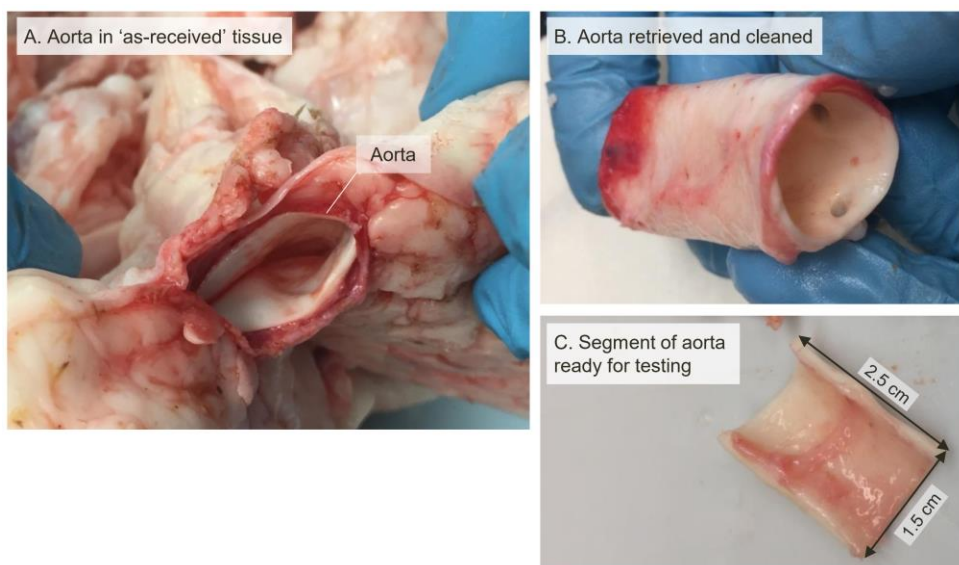 A. Aorta in ‘as-received’ tissue
Aorta
B. Aorta retrieved and cleaned
C. Segment of aorta
ready for testing
2.5 cm
1.5 cm